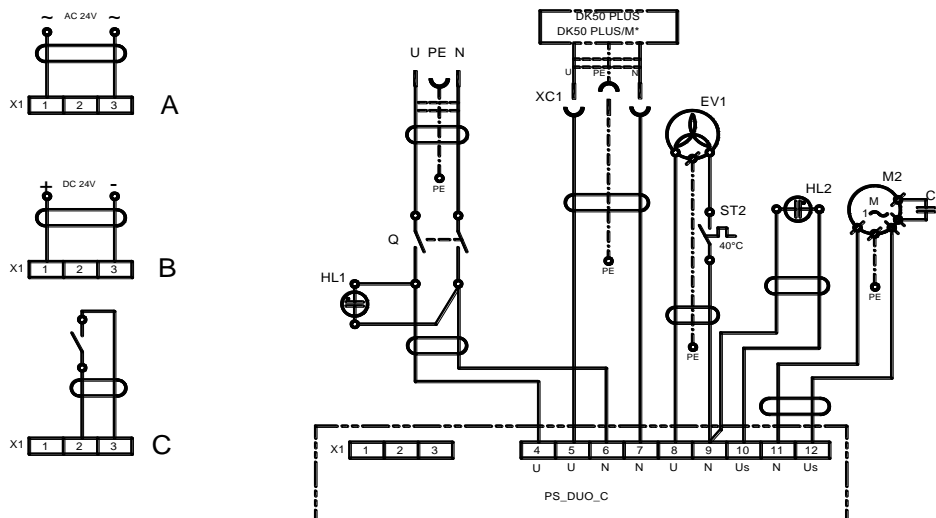 ~ AC 24V ~
X1 1 2 3 A
+ DC 24V -
X1 1 2 3 B
X1 1 2 3 C
DK50 PLUS
DK50 PLUS/M*
U PE N
U PE N
XC1
EV1
PE
ST2
40°C
HL2
M2
M
1~
C
Q
PE
PE
PE
PE
HL1
X1 1 2 3 4 5 6 7 8 9 10 11 12
U U N N U N Us N Us
PS_DUO_C